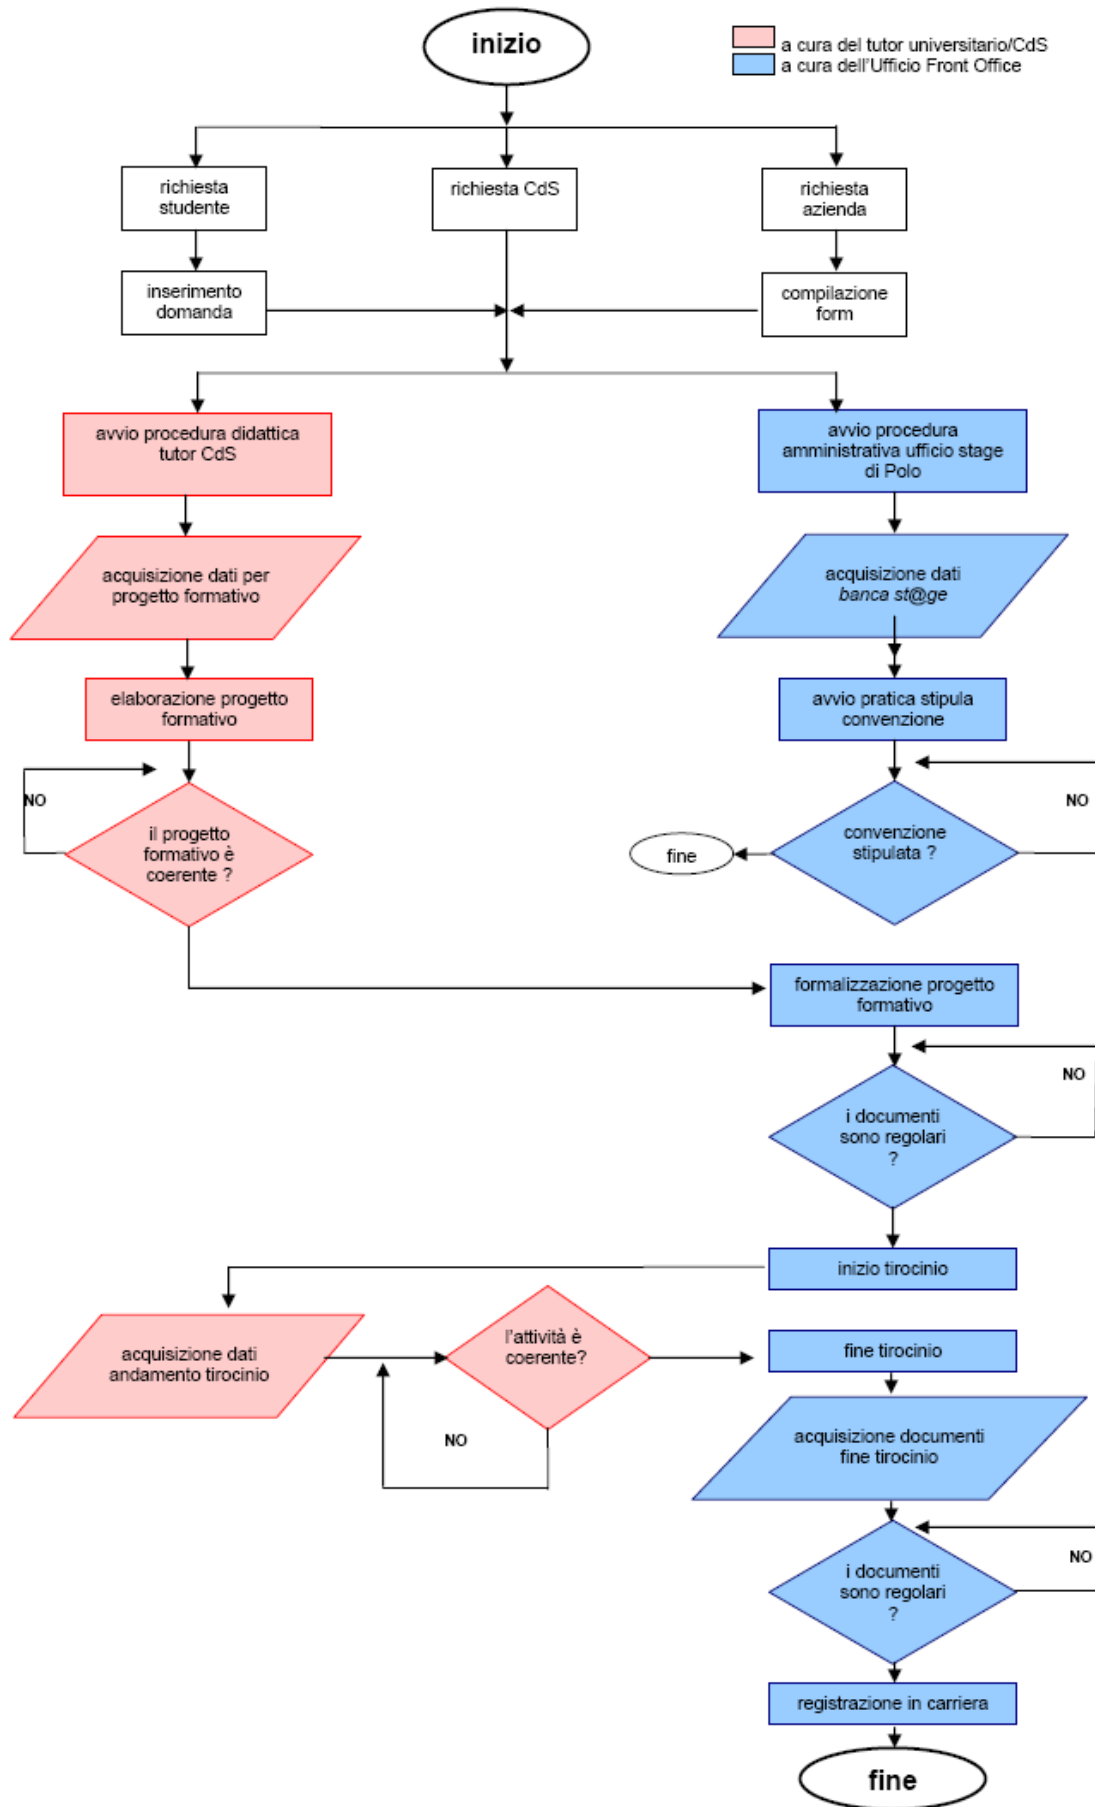 inizio
a cura del tutor universitario/CdS
a cura dell'Ufficio Front Office
richiesta
studente
richiesta CdS
richiesta
azienda
inserimento
domanda
compilazione
form
avvio procedura didattica
tutor CdS
avvio procedura
amministrativa ufficio stage
di Polo
acquisizione dati per
progetto formativo
acquisizione dati
banca st@ge
elaborazione progetto
formativo
avvio pratica stipula
convenzione
NO
il progetto
formativo è
coerente ?
fine
convenzione
stipulata ?
NO
formalizzazione progetto
formativo
NO
i documenti
sono regolari
?
inizio tirocinio
acquisizione dati
andamento tirocinio
l'attività è
coerente?
NO
fine tirocinio
acquisizione documenti
fine tirocinio
NO
i documenti
sono regolari
?
registrazione in carriera
fine